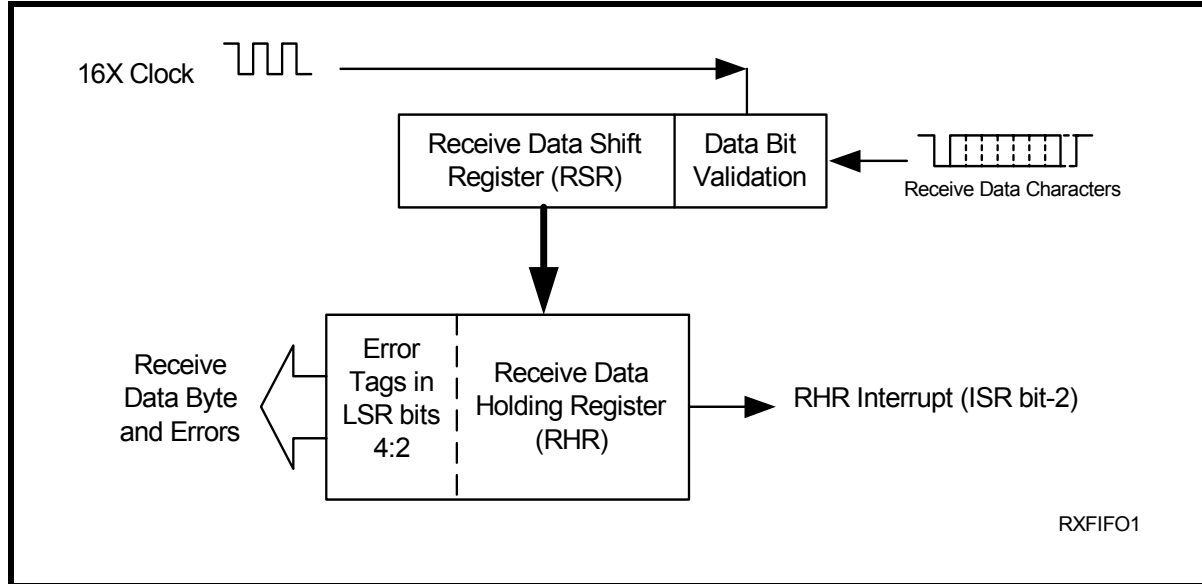 16X Clock
Receive Data Shift
Register (RSR)
Data Bit
Validation
Receive Data Characters
Receive
Data Byte
and Errors
Error
Tags in
LSR bits
4:2
Receive Data
Holding Register
(RHR)
RHR Interrupt (ISR bit-2)
RXFIFO1